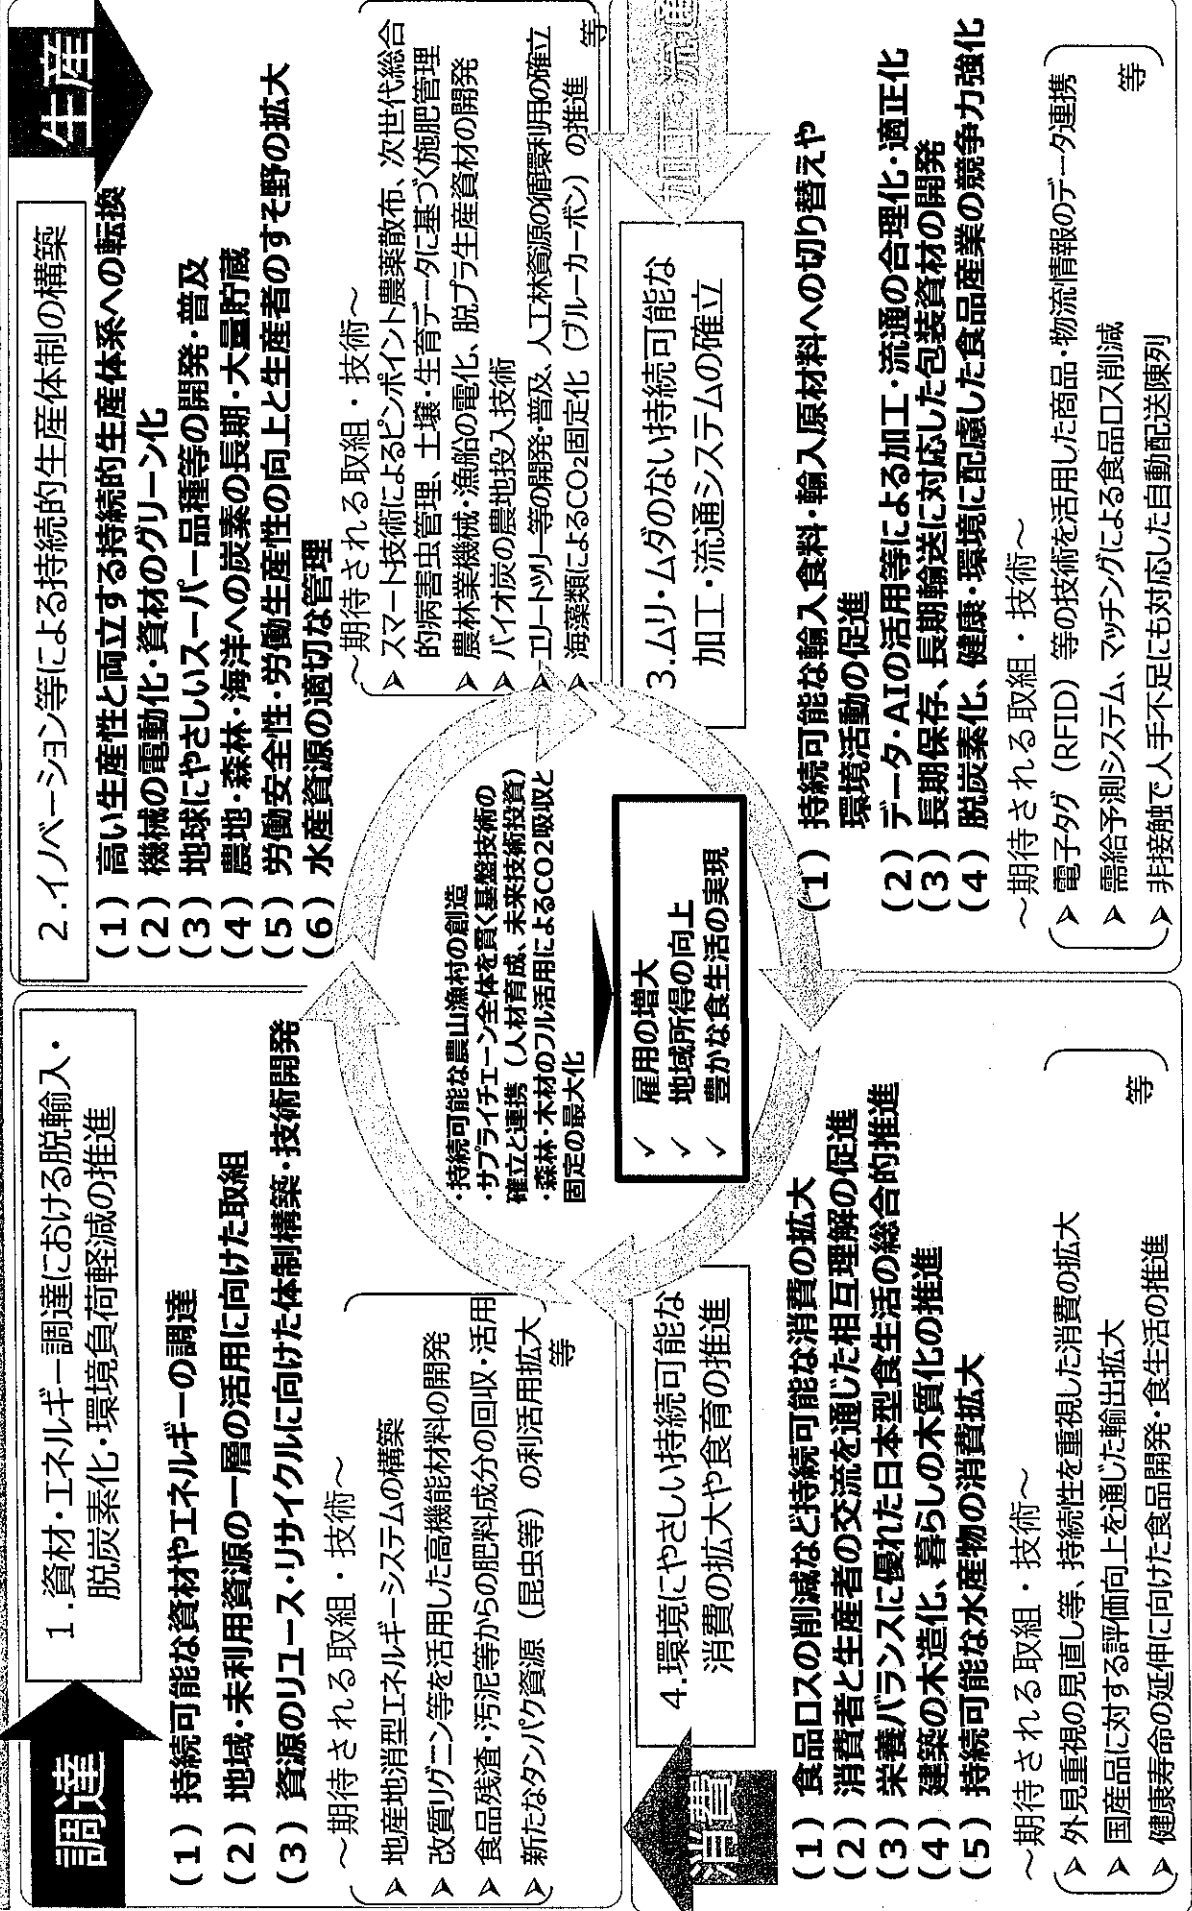 調達
1.資材・エネルギー調達における脱輸入・
脱炭素化・環境負荷軽減の推進
(1) 持続可能な資材やエネルギーの調達
(2) 地域・未利用資源の一層の活用に向けた取組
(3) 資源のリユース・リサイクルに向けた体制構築・技術開発
～期待される取組・技術～
➢ 地産地消型エネルギーシステムの構築
➢ 改質リグニン等を活用した高機能材料の開発
➢ 食品残渣・汚泥等からの肥料成分の回収・活用
➢ 新たなタンパク資源（昆虫等）の利活用拡大
等
生産
2.イノベーション等による持続的生産体制の構築
(1) 高い生産性と両立する持続的生産体系への転換
(2) 機械の電動化・資材のグリーン化
(3) 地球にやさしいスーパー品種等の開発・普及
(4) 農地・森林・海洋への炭素の長期・大量貯蔵
(5) 労働安全性・労働生産性の向上と生産者のすそ野の拡大
(6) 水産資源の適切な管理
～期待される取組・技術～
➢ スマート技術によるピンポイント農薬散布、次世代総合
的病害虫管理、土壌・生育データに基づく施肥管理
➢ 農林業機械・漁船の電化、脱プラ生産資材の開発
➢ バイオ炭の農地投入技術
➢ エリートツリー等の開発・普及、人工林資源の循環利用の確立
➢ 海藻類によるCO₂固定化（ブルーカーボン）の推進
等
・持続可能な農山漁村の創造
・サプライチェーン全体を貫く基盤技術の
確立と連携（人材育成、未来技術投資）
・森林・木材のフル活用によるCO2吸収と
固定の最大化
✓ 雇用の増大
✓ 地域所得の向上
✓ 豊かな食生活の実現
加工・流通
3.ムリ・ムダのない持続可能な
加工・流通システムの確立
(1) 持続可能な輸入食料・輸入原材料への切り替えや
環境活動の促進
(2) データ・AIの活用等による加工・流通の合理化・適正化
(3) 長期保存、長期輸送に対応した包装資材の開発
(4) 脱炭素化、健康・環境に配慮した食品産業の競争力強化
～期待される取組・技術～
➢ 電子タグ（RFID）等の技術を活用した商品・物流情報のデータ連携
➢ 需給予測システム、マッチングによる食品ロス削減
➢ 非接触で人手不足にも対応した自動配送陳列
等
消費
4.環境にやさしい持続可能な
消費の拡大や食育の推進
(1) 食品ロスの削減など持続可能な消費の拡大
(2) 消費者と生産者の交流を通じた相互理解の促進
(3) 栄養バランスに優れた日本型食生活の総合的推進
(4) 建築の木造化、暮らしの木質化の推進
(5) 持続可能な水産物の消費拡大
～期待される取組・技術～
➢ 外見重視の見直し等、持続性を重視した消費の拡大
➢ 国産品に対する評価向上を通じた輸出拡大
➢ 健康寿命の延伸に向けた食品開発・食生活の推進
等